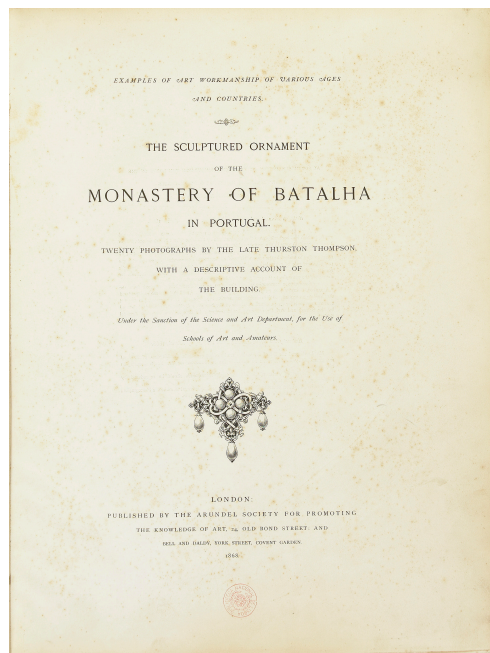 EXAMPLES OF ART WORKMANSHIP OF VARIOUS AGES
AND COUNTRIES.
THE SCULPTURED ORNAMENT
OF THE
MONASTERY OF BATALHA
IN PORTUGAL.
TWENTY PHOTOGRAPHS BY THE LATE THURSTON THOMPSON,
WITH A DESCRIPTIVE ACCOUNT OF
THE BUILDING.
Under the Sanction of the Science and Art Department, for the Use of
Schools of Art and Amateurs.
LONDON:
PUBLISHED BY THE ARUNDEL SOCIETY FOR PROMOTING
THE KNOWLEDGE OF ART, 24, OLD BOND STREET; AND
BELL AND DALDY, YORK STREET, COVENT GARDEN.
1868.